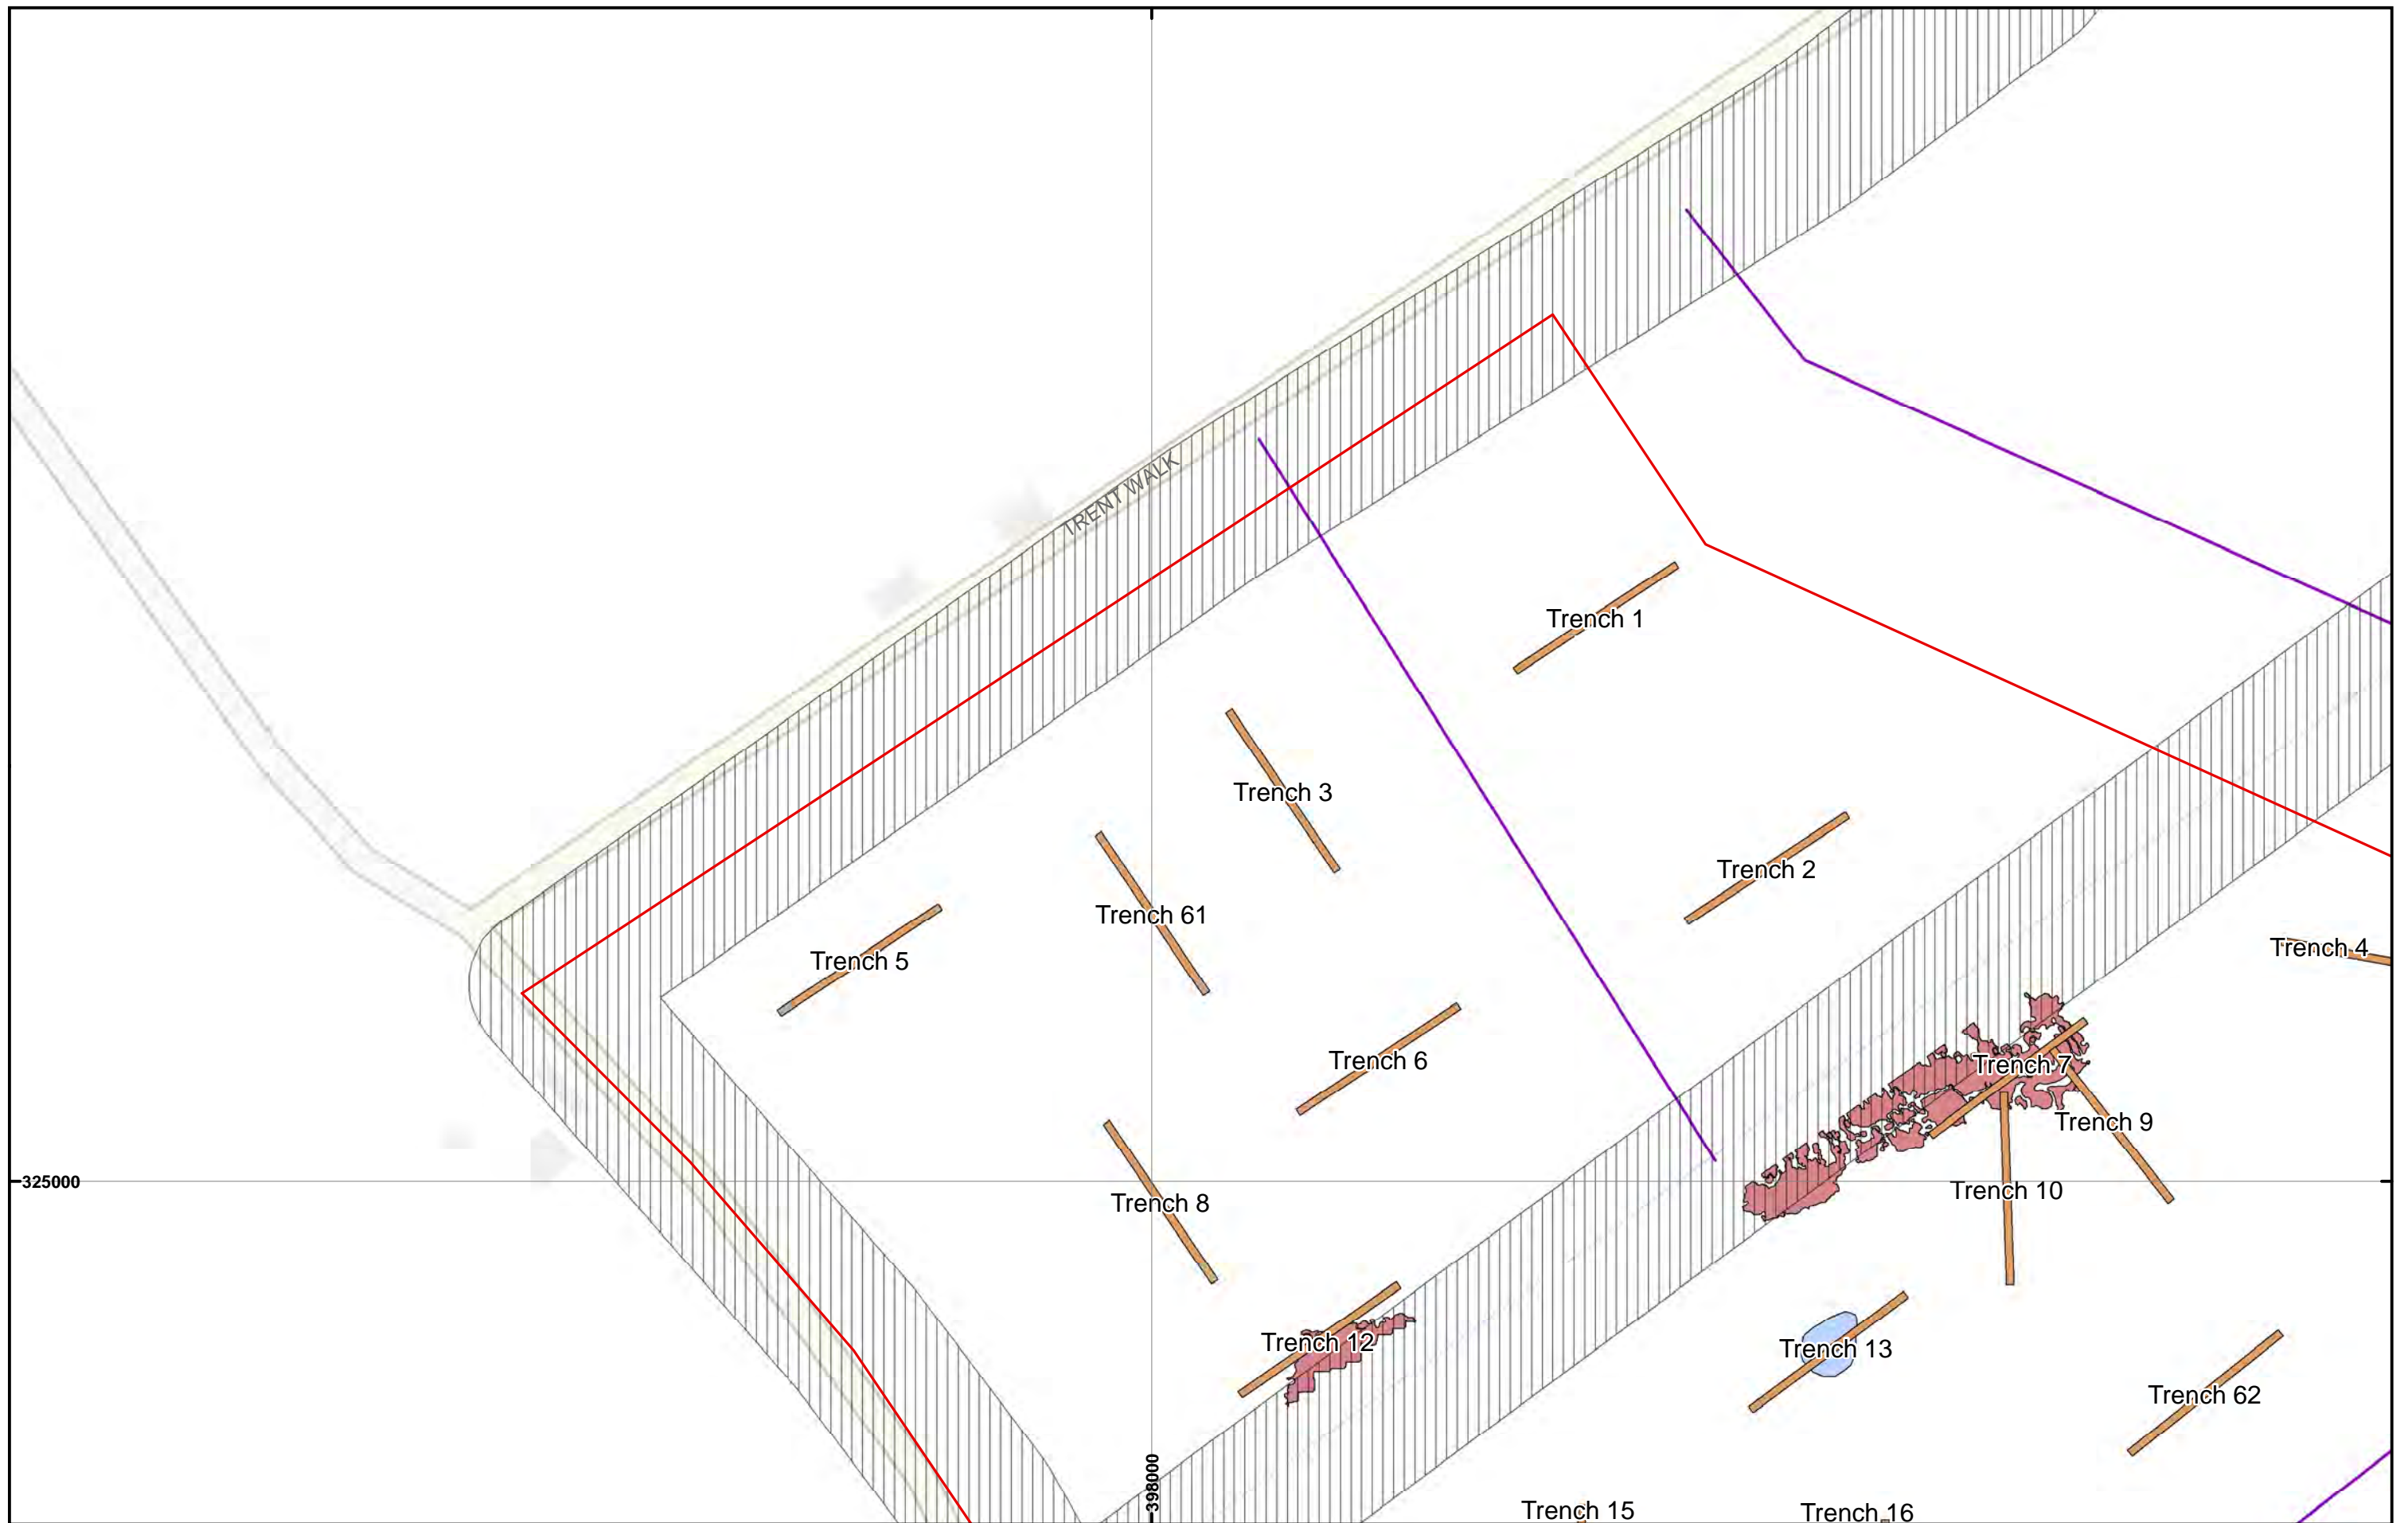 TRENT WALK
Trench 1
Trench 3
Trench 2
Trench 61
Trench 5
Trench 4
Trench 6
Trench 7
Trench 9
325000
Trench 10
Trench 8
Trench 12
Trench 13
Trench 62
398000
Trench 15
Trench 16